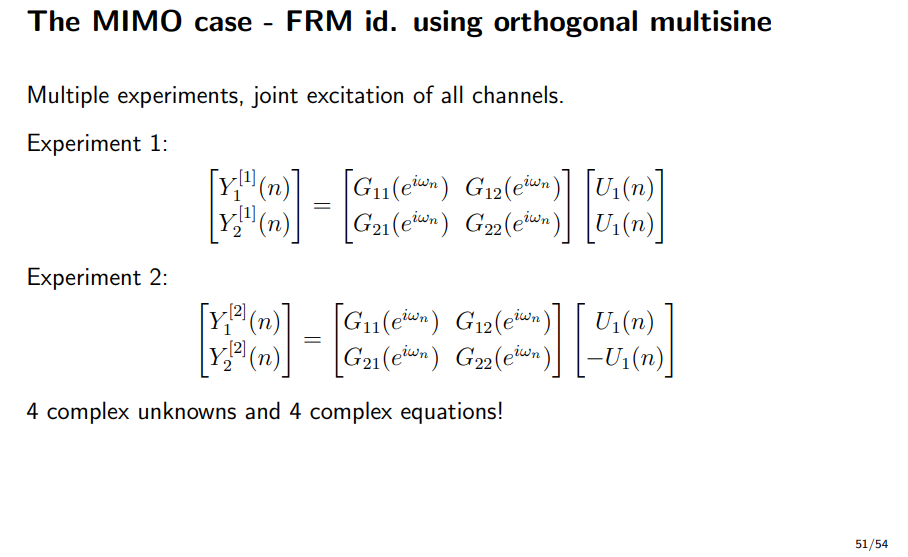 The MIMO case - FRM id. using orthogonal multisine
Multiple experiments, joint excitation of all channels.
Experiment 1:
$$\begin{bmatrix} Y_1^{[1]}(n) \\ Y_2^{[1]}(n) \end{bmatrix} = \begin{bmatrix} G_{11}(e^{i\omega_n}) & G_{12}(e^{i\omega_n}) \\ G_{21}(e^{i\omega_n}) & G_{22}(e^{i\omega_n}) \end{bmatrix} \begin{bmatrix} U_1(n) \\ U_1(n) \end{bmatrix}$$
Experiment 2:
$$\begin{bmatrix} Y_1^{[2]}(n) \\ Y_2^{[2]}(n) \end{bmatrix} = \begin{bmatrix} G_{11}(e^{i\omega_n}) & G_{12}(e^{i\omega_n}) \\ G_{21}(e^{i\omega_n}) & G_{22}(e^{i\omega_n}) \end{bmatrix} \begin{bmatrix} U_1(n) \\ -U_1(n) \end{bmatrix}$$
4 complex unknowns and 4 complex equations!
51/54